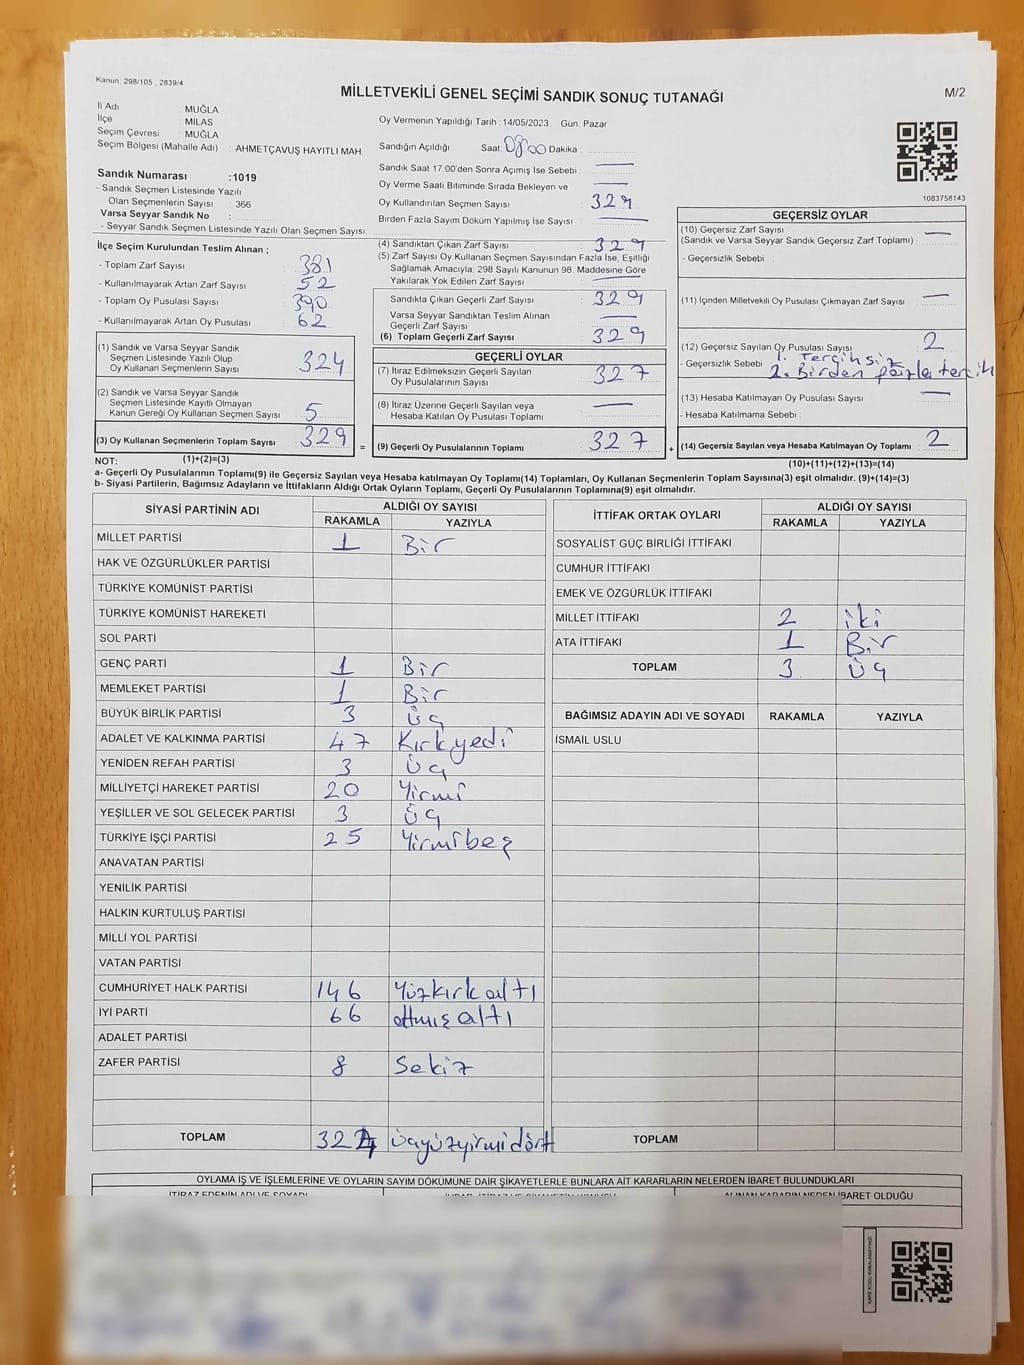 Kanun; 298/105 , 2839/4
MİLLETVEKİLİ GENEL SEÇİMİ SANDIK SONUÇ TUTANAĞI
M/2
İl Adı : MUĞLA
İlçe : MİLAS
Seçim Çevresi : MUĞLA
Seçim Bölgesi (Mahalle Adı) : AHMETÇAVUŞ HAYITLI MAH.
Sandık Numarası :1019
- Sandık Seçmen Listesinde Yazılı
Olan Seçmenlerin Sayısı : 366
Varsa Seyyar Sandık No :
- Seyyar Sandık Seçmen Listesinde Yazılı Olan Seçmen Sayısı:
Oy Vermenin Yapıldığı Tarih :14/05/2023 Gün: Pazar
Sandığın Açıldığı Saat: 08:00 Dakika
Sandık Saat 17:00'den Sonra Açımış İse Sebebi :
Oy Verme Saati Bitiminde Sırada Bekleyen ve
Oy Kullandırılan Seçmen Sayısı : 329
Birden Fazla Sayım Döküm Yapılmış İse Sayısı :
1083758143
İlçe Seçim Kurulundan Teslim Alınan ;
- Toplam Zarf Sayısı : 381
- Kullanılmayarak Artan Zarf Sayısı : 52
- Toplam Oy Pusulası Sayısı : 390
- Kullanılmayarak Artan Oy Pusulası : 62
(1) Sandık ve Varsa Seyyar Sandık
Seçmen Listesinde Yazılı Olup
Oy Kullanan Seçmenlerin Sayısı : 324
(2) Sandık ve Varsa Seyyar Sandık
Seçmen Listesinde Kayıtlı Olmayan
Kanun Gereği Oy Kullanan Seçmen Sayısı : 5
(3) Oy Kullanan Seçmenlerin Toplam Sayısı : 329
(1)+(2)=(3)
(4) Sandıktan Çıkan Zarf Sayısı : 329
(5) Zarf Sayısı Oy Kullanan Seçmen Sayısından Fazla İse, Eşitliği
Sağlamak Amacıyla; 298 Sayılı Kanunun 98. Maddesine Göre
Yakılarak Yok Edilen Zarf Sayısı :
Sandıkta Çıkan Geçerli Zarf Sayısı : 329
Varsa Seyyar Sandıktan Teslim Alınan
Geçerli Zarf Sayısı :
(6) Toplam Geçerli Zarf Sayısı : 329
GEÇERLİ OYLAR
(7) İtiraz Edilmeksizin Geçerli Sayılan
Oy Pusulalarının Sayısı : 327
(8) İtiraz Üzerine Geçerli Sayılan veya
Hesaba Katılan Oy Pusulası Toplamı :
= (9) Geçerli Oy Pusulalarının Toplamı : 327 +
GEÇERSİZ OYLAR
(10) Geçersiz Zarf Sayısı
(Sandık ve Varsa Seyyar Sandık Geçersiz Zarf Toplamı) :
- Geçersizlik Sebebi :
(11) İçinden Milletvekili Oy Pusulası Çıkmayan Zarf Sayısı :
(12) Geçersiz Sayılan Oy Pusulası Sayısı : 2
- Geçersizlik Sebebi : 1. Tercihsiz
2. Birden fazla tercih
(13) Hesaba Katılmayan Oy Pusulası Sayısı :
- Hesaba Katılmama Sebebi :
(14) Geçersiz Sayılan veya Hesaba Katılmayan Oy Toplamı : 2
(10)+(11)+(12)+(13)=(14)
NOT:
a- Geçerli Oy Pusulalarının Toplamı(9) ile Geçersiz Sayılan veya Hesaba katılmayan Oy Toplamı(14) Toplamları, Oy Kullanan Seçmenlerin Toplam Sayısına(3) eşit olmalıdır. (9)+(14)=(3)
b- Siyasi Partilerin, Bağımsız Adayların ve İttifakların Aldığı Ortak Oyların Toplamı, Geçerli Oy Pusulalarının Toplamına(9) eşit olmalıdır.
SİYASİ PARTİNİN ADI ALDIĞI OY SAYISI
RAKAMLA YAZIYLA
MİLLET PARTİSİ 1 Bir
HAK VE ÖZGÜRLÜKLER PARTİSİ
TÜRKİYE KOMÜNİST PARTİSİ
TÜRKİYE KOMÜNİST HAREKETİ
SOL PARTİ
GENÇ PARTİ 1 Bir
MEMLEKET PARTİSİ 1 Bir
BÜYÜK BİRLİK PARTİSİ 3 üç
ADALET VE KALKINMA PARTİSİ 47 Kırkyedi
YENİDEN REFAH PARTİSİ 3 Üç
MİLLİYETÇİ HAREKET PARTİSİ 20 Yirmi
YEŞİLLER VE SOL GELECEK PARTİSİ 3 Üç
TÜRKİYE İŞÇİ PARTİSİ 25 Yirmibeş
ANAVATAN PARTİSİ
YENİLİK PARTİSİ
HALKIN KURTULUŞ PARTİSİ
MİLLİ YOL PARTİSİ
VATAN PARTİSİ
CUMHURİYET HALK PARTİSİ 146 Yüzkırkaltı
İYİ PARTİ 66 altmışaltı
ADALET PARTİSİ
ZAFER PARTİSİ 8 Sekiz
TOPLAM 324 üçyüzyirmidört
İTTİFAK ORTAK OYLARI ALDIĞI OY SAYISI
RAKAMLA YAZIYLA
SOSYALİST GÜÇ BİRLİĞİ İTTİFAKI
CUMHUR İTTİFAKI
EMEK VE ÖZGÜRLÜK İTTİFAKI
MİLLET İTTİFAKI 2 iki
ATA İTTİFAKI 1 Bir
TOPLAM 3 üç
BAĞIMSIZ ADAYIN ADI VE SOYADI RAKAMLA YAZIYLA
İSMAİL USLU
TOPLAM
OYLAMA İŞ VE İŞLEMLERİNE VE OYLARIN SAYIM DÖKÜMÜNE DAİR ŞİKAYETLERLE BUNLARA AİT KARARLARIN NELERDEN İBARET BULUNDUKLARI
İTİRAZ EDENİN ADI VE SOYADI
ALINAN KARARIN NEDEN İBARET OLDUĞU